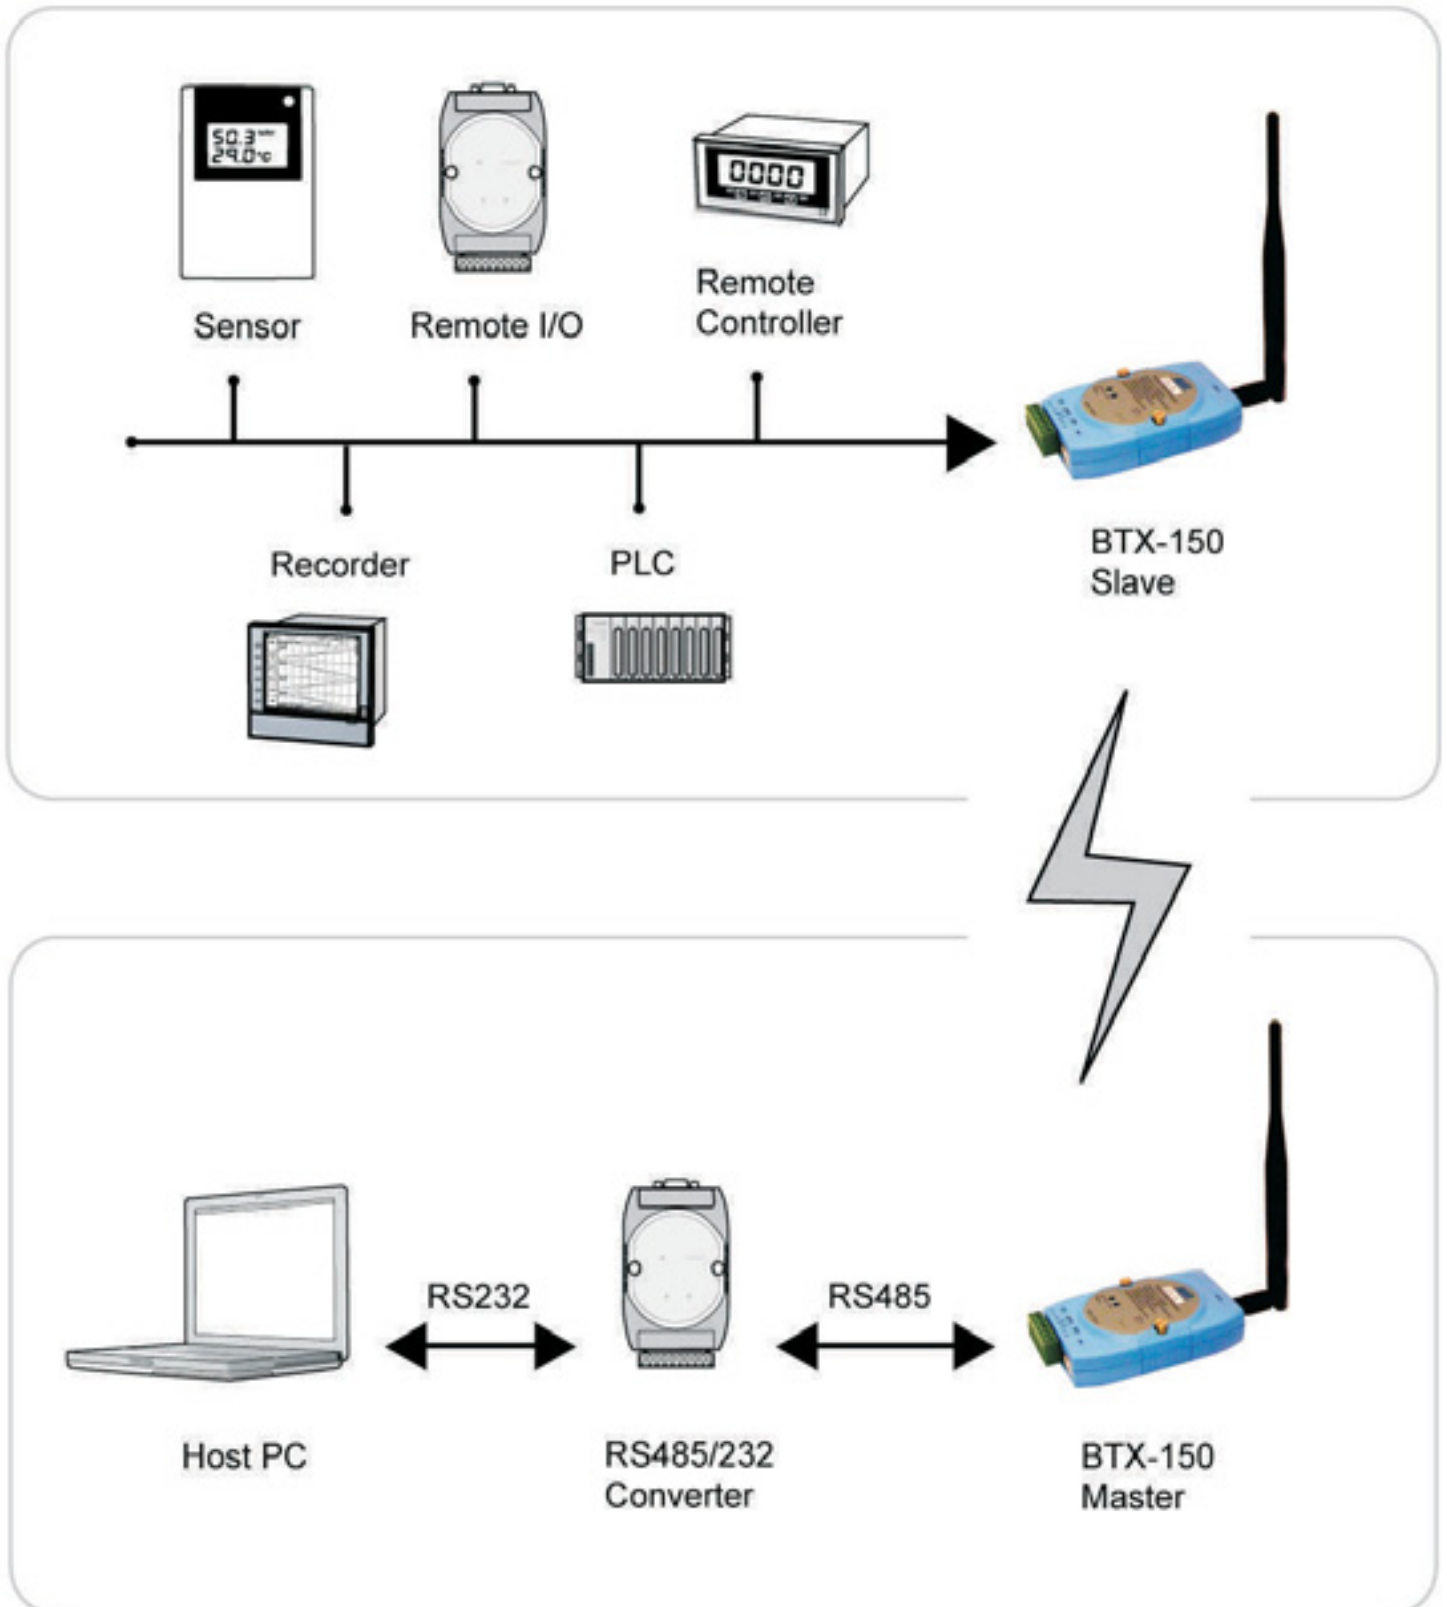 50.3
29.0°C
0000
Sensor
Remote I/O
Remote
Controller
Recorder
PLC
BTX-150
Slave
RS232
RS485
Host PC
RS485/232
Converter
BTX-150
Master